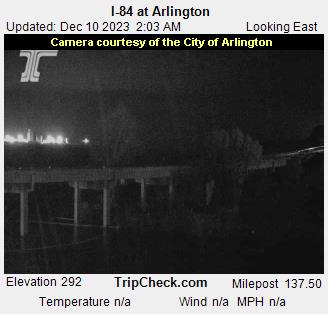 I-84 at Arlington
Updated: Dec 10 2023 2:03 AM Looking East
Camera courtesy of the City of Arlington
Elevation 292 TripCheck.com Milepost 137.50
Temperature n/a Wind n/a MPH n/a